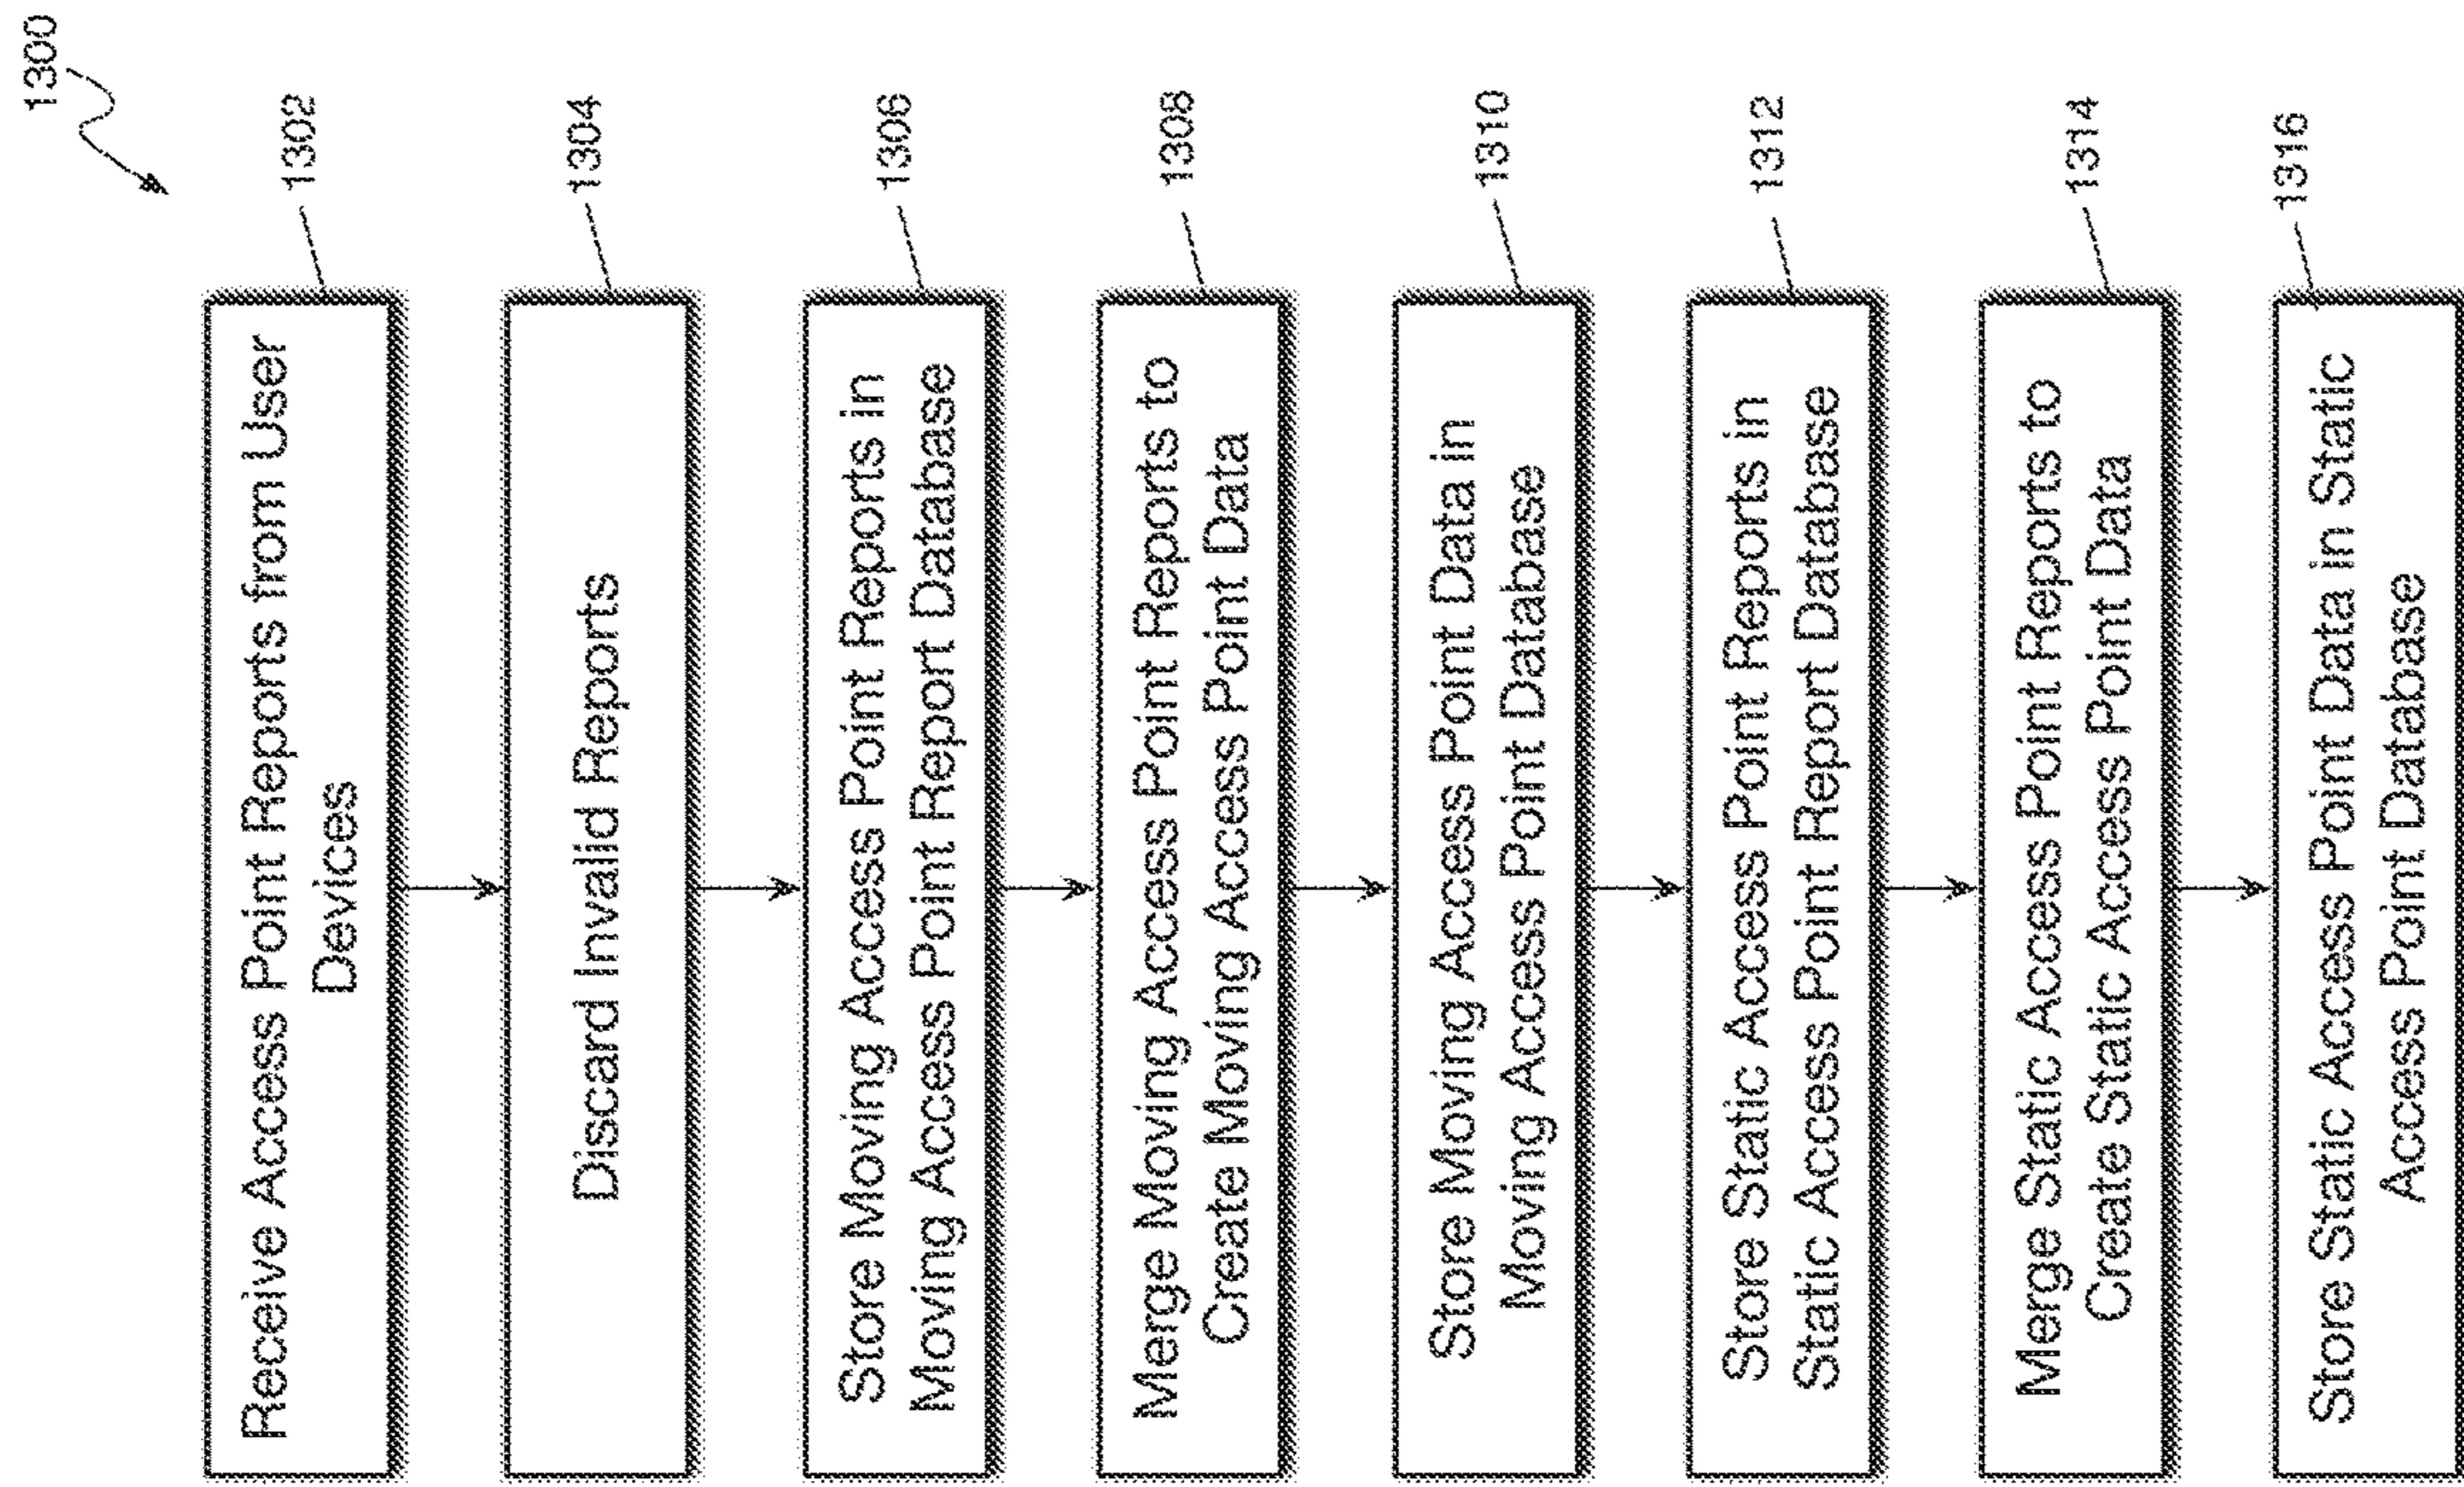 1300
Receive Access Point Reports from User
Devices
1302
Discard Invalid Reports
1304
Store Moving Access Point Reports in
Moving Access Point Report Database
1306
Merge Moving Access Point Reports to
Create Moving Access Point Data
1308
Store Moving Access Point Data in
Moving Access Point Database
1310
Store Static Access Point Reports in
Static Access Point Report Database
1312
Merge Static Access Point Reports to
Create Static Access Point Data
1314
Store Static Access Point Data in Static
Access Point Database
1316